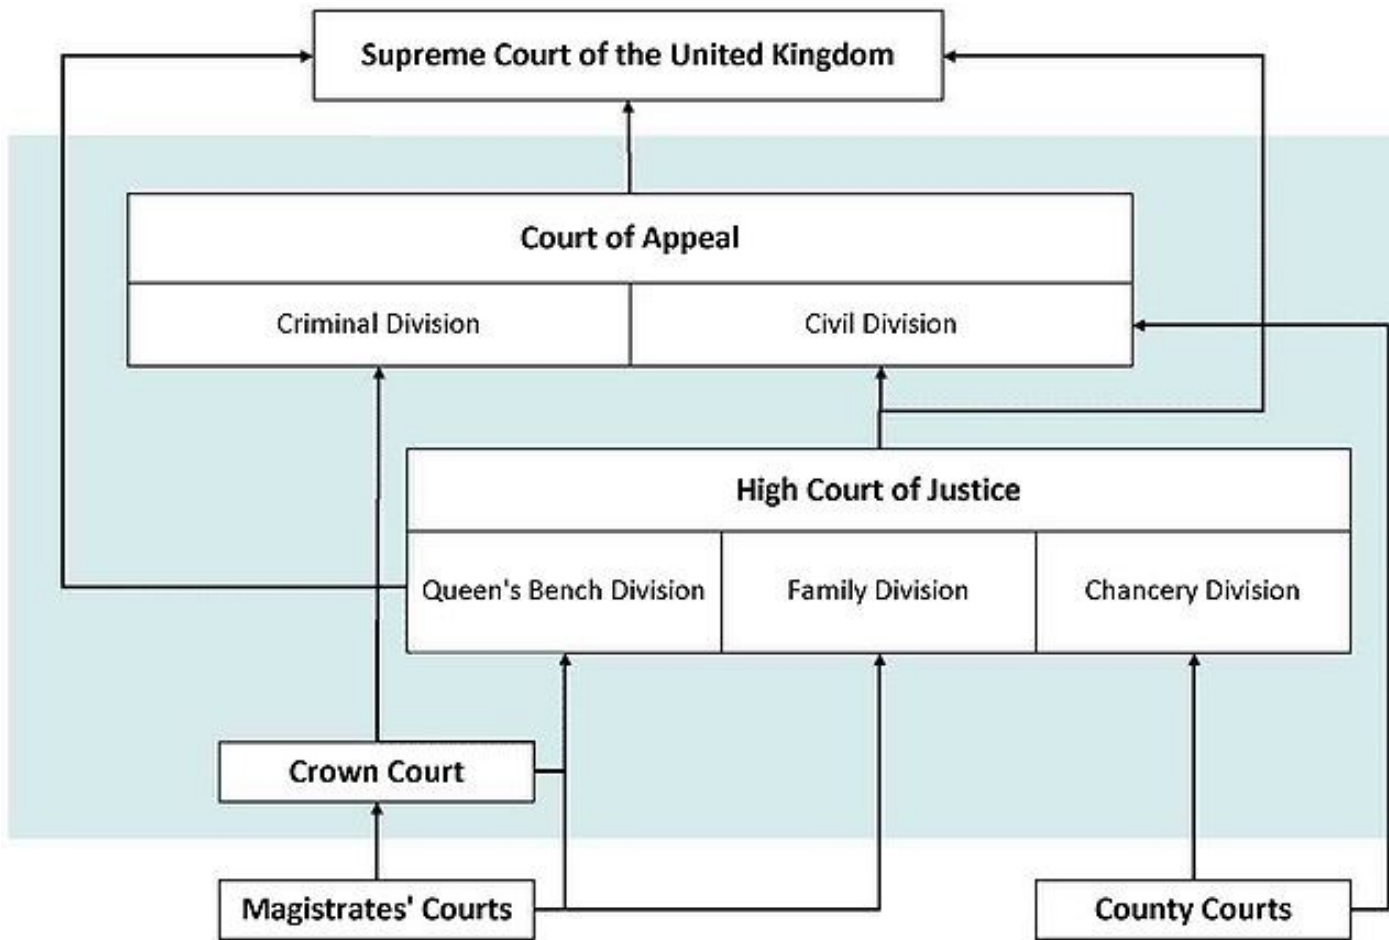 Supreme Court of the United Kingdom
Court of Appeal
Criminal Division
Civil Division
High Court of Justice
Queen's Bench Division
Family Division
Chancery Division
Crown Court
Magistrates' Courts
County Courts